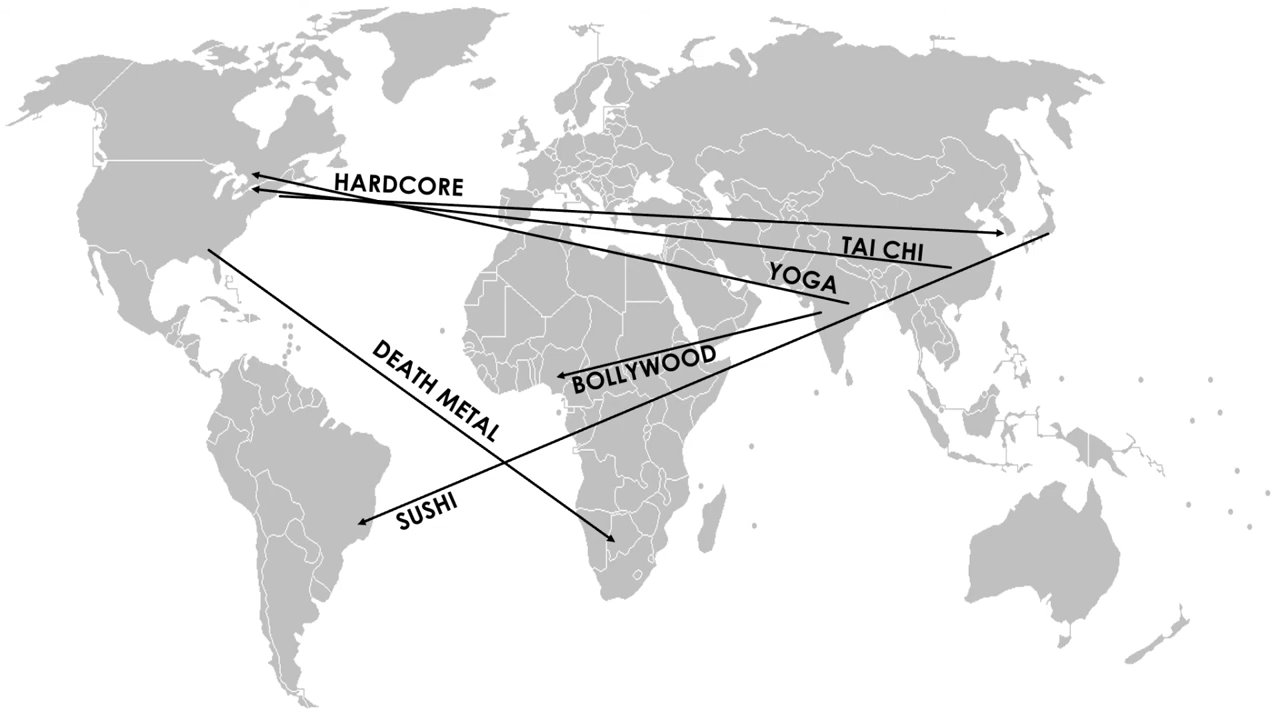 HARDCORE
TAI CHI
YOGA
DEATH METAL
BOLLYWOOD
SUSHI